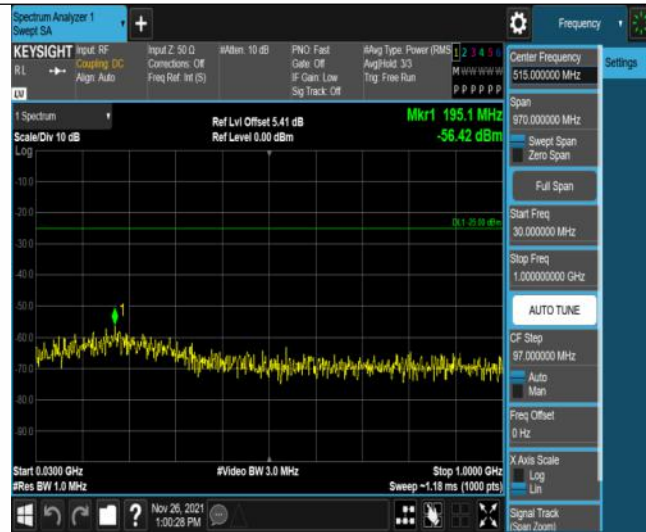 Spectrum Analyzer 1
Swept SA
+
Frequency
KEYSIGHT
Input: RF
Input Z: 50 Ω
#Atten: 10 dB
PNO: Fast
#Avg Type: Power (RMS
1 2 3 4 5 6
R L
Coupling: DC
Corrections: Off
Gate: Off
Avg|Hold: 3/3
M W W W W W
Align: Auto
Freq Ref: Int (S)
IF Gain: Low
Trig: Free Run
P P P P P P
Sig Track: Off
LXI
1 Spectrum
Ref Lvl Offset 5.41 dB
Mkr1 195.1 MHz
Scale/Div 10 dB
Ref Level 0.00 dBm
-56.42 dBm
Log
-10.0
DL1 -25.00 dBm
-20.0
-30.0
-40.0
-50.0
1
-60.0
-70.0
-80.0
-90.0
Start 0.0300 GHz
#Video BW 3.0 MHz
Stop 1.0000 GHz
#Res BW 1.0 MHz
Sweep ~1.18 ms (1000 pts)
Nov 26, 2021
1:00:28 PM
?
Center Frequency
515.000000 MHz
Settings
Span
970.000000 MHz
Swept Span
Zero Span
Full Span
Start Freq
30.000000 MHz
Stop Freq
1.000000000 GHz
AUTO TUNE
CF Step
97.000000 MHz
Auto
Man
Freq Offset
0 Hz
X Axis Scale
Log
Lin
Signal Track
(Span Zoom)